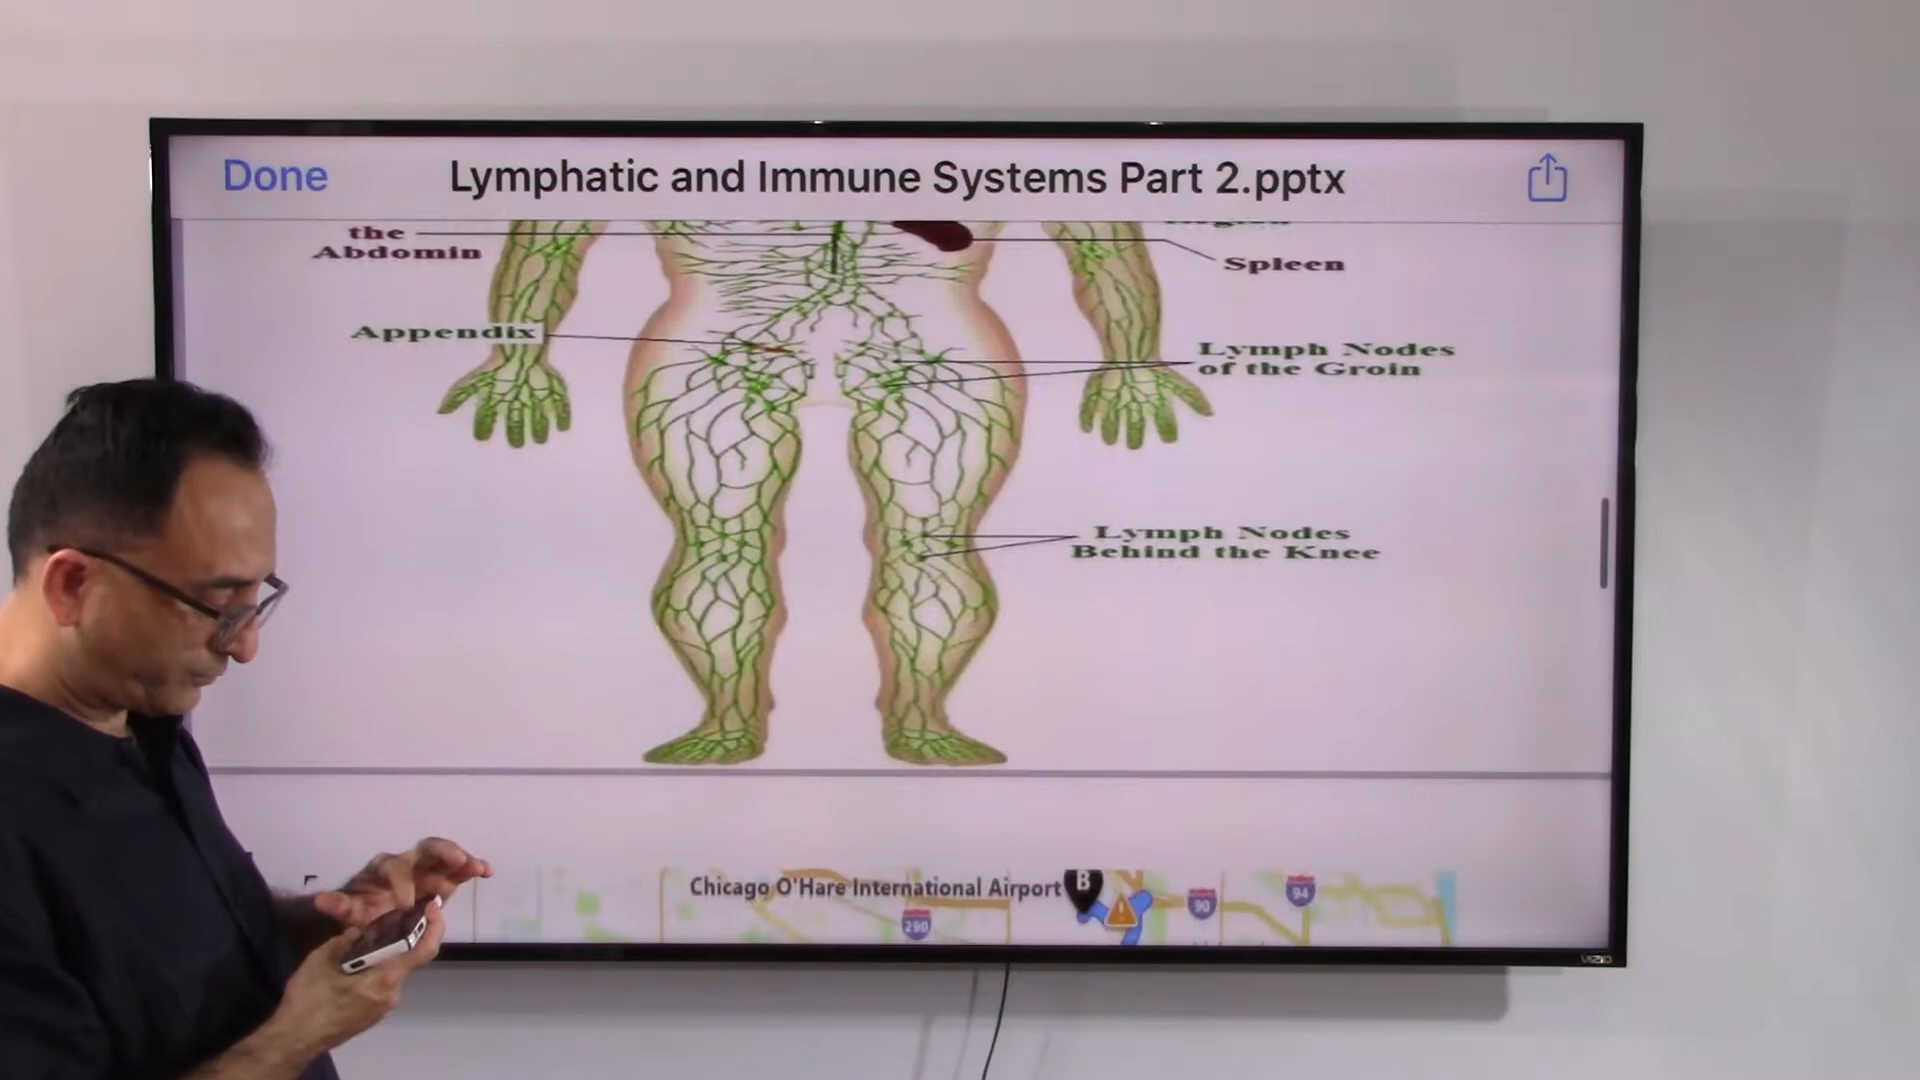 Done
Lymphatic and Immune Systems Part 2.pptx
the
Abdomin
Spleen
Appendix
Lymph Nodes
of the Groin
Lymph Nodes
Behind the Knee
Chicago O'Hare International Airport
B
290
90
94
VIZIO